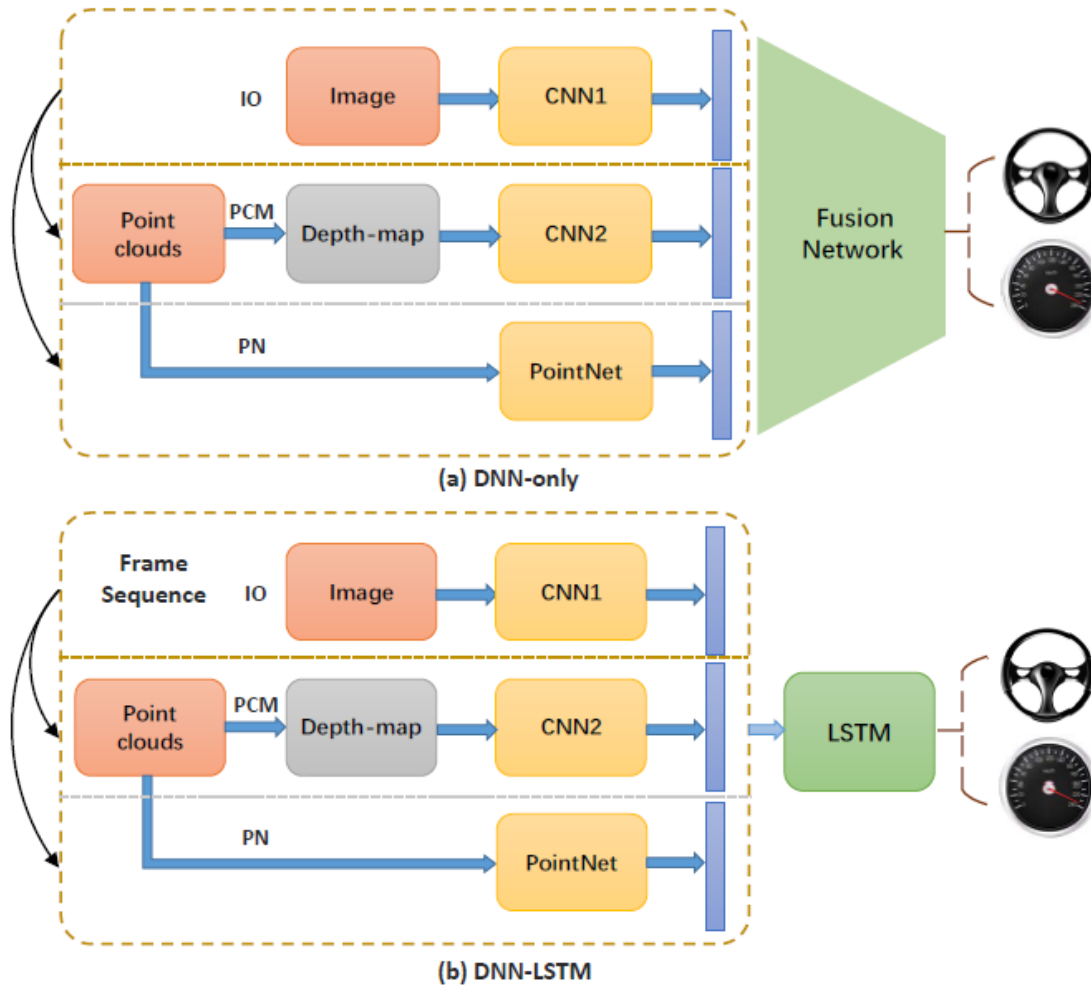 IO
Image
CNN1
Point
clouds
PCM
Depth-map
CNN2
PN
PointNet
Fusion
Network
(a) DNN-only
Frame
Sequence
IO
Image
CNN1
Point
clouds
PCM
Depth-map
CNN2
PN
PointNet
LSTM
(b) DNN-LSTM